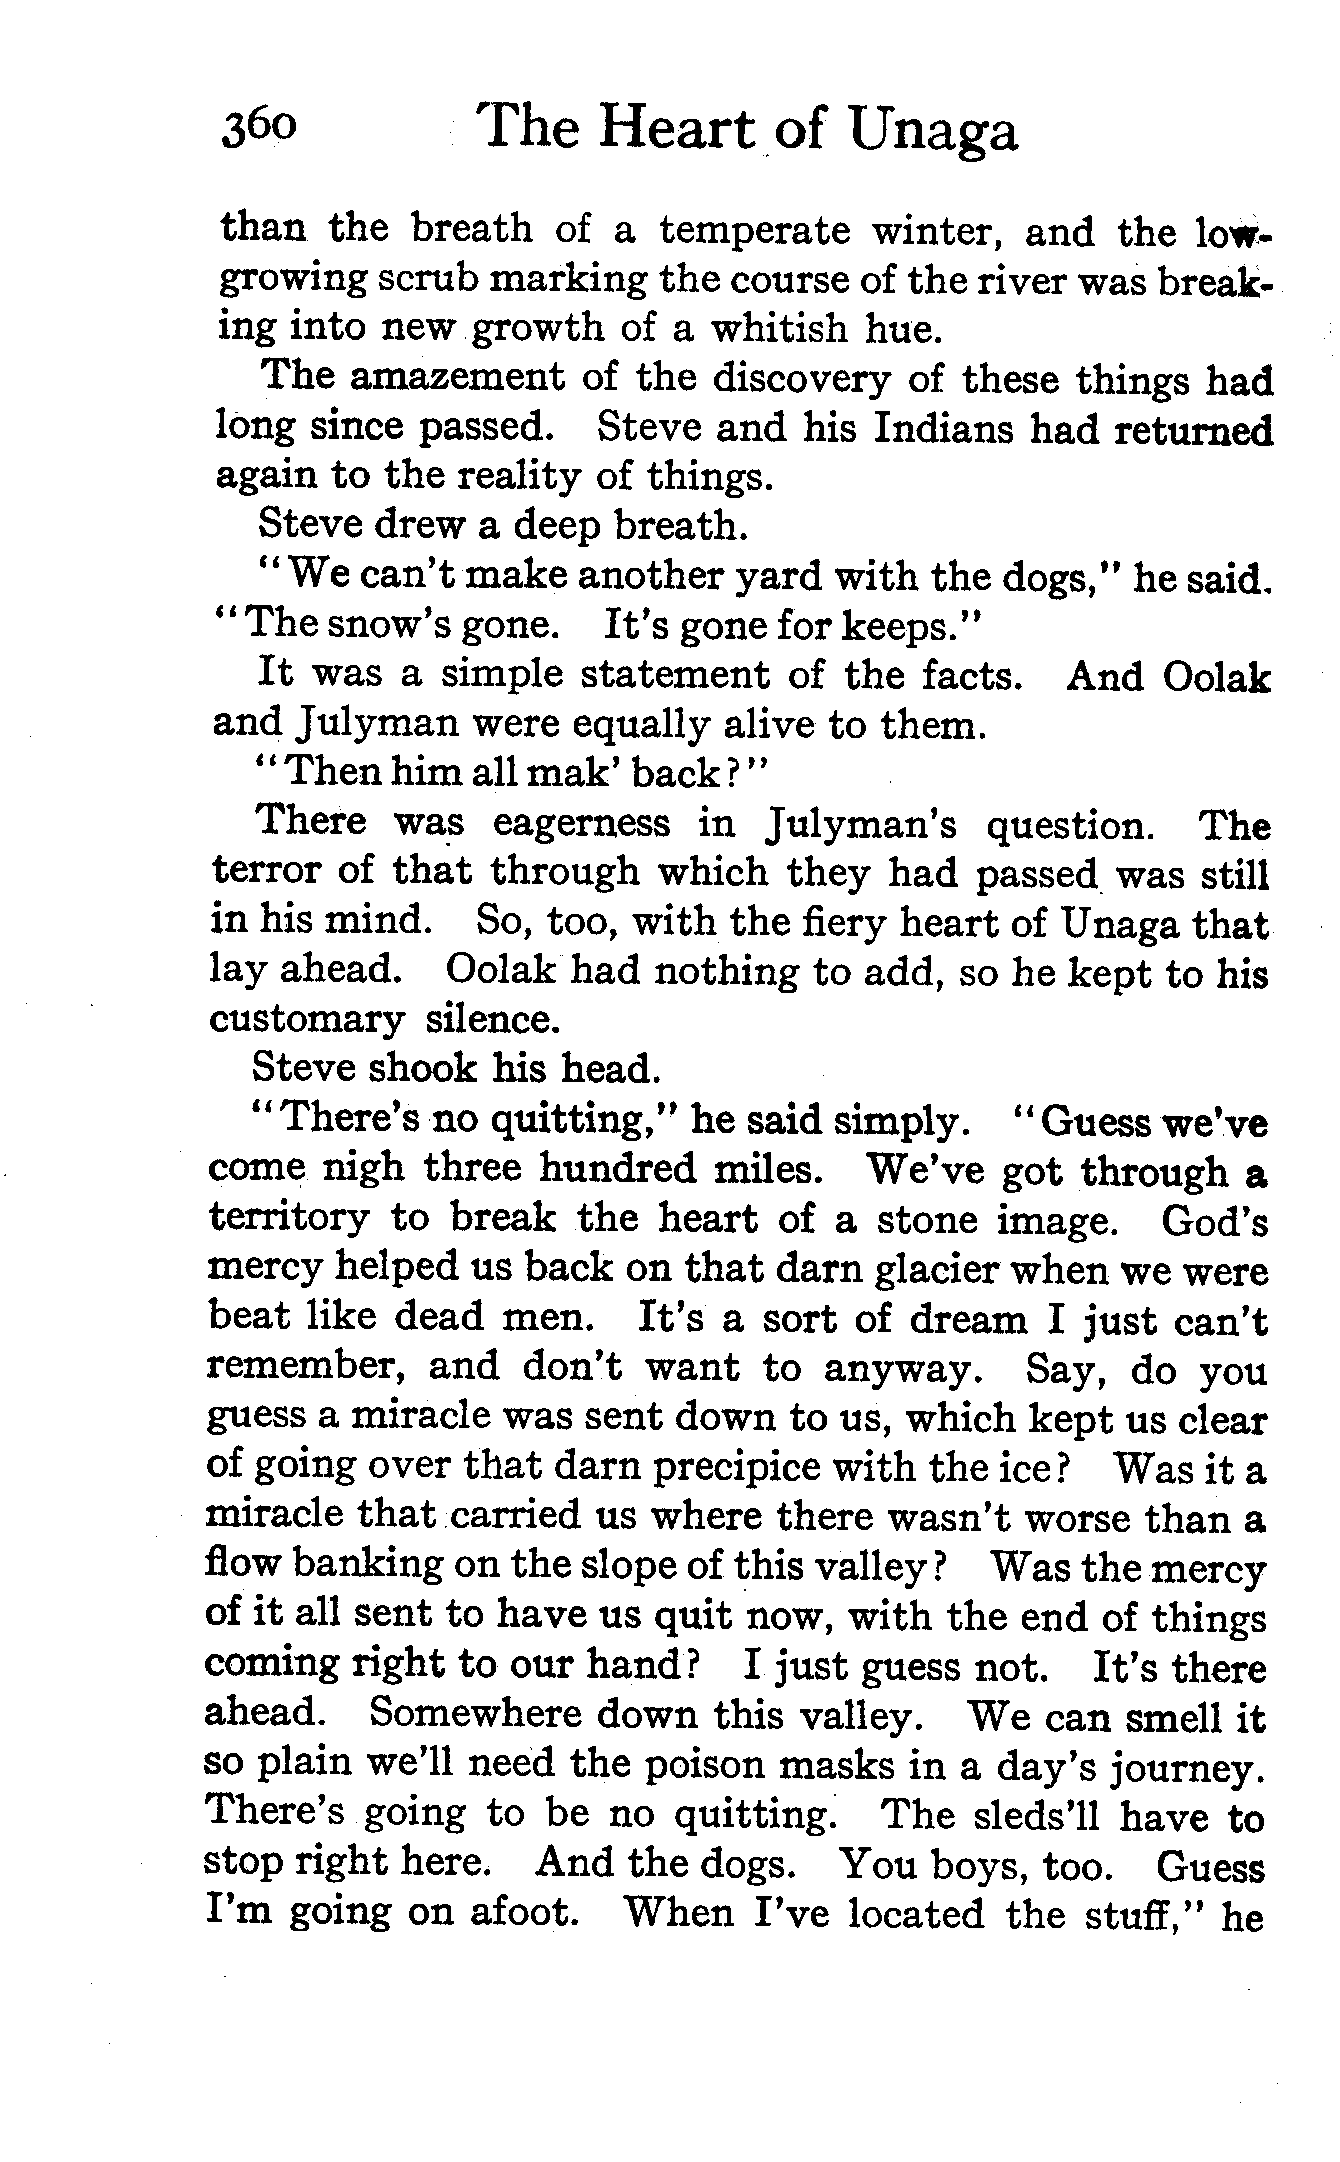 360 The Heart of Unaga
than the breath of a temperate winter, and the low-
growing scrub marking the course of the river was break-
ing into new growth of a whitish hue.
The amazement of the discovery of these things had
long since passed. Steve and his Indians had returned
again to the reality of things.
Steve drew a deep breath.
"We can't make another yard with the dogs," he said.
"The snow's gone. It's gone for keeps."
It was a simple statement of the facts. And Oolak
and Julyman were equally alive to them.
"Then him all mak' back?"
There was eagerness in Julyman's question. The
terror of that through which they had passed was still
in his mind. So, too, with the fiery heart of Unaga that
lay ahead. Oolak had nothing to add, so he kept to his
customary silence.
Steve shook his head.
"There's no quitting," he said simply. "Guess we've
come nigh three hundred miles. We've got through a
territory to break the heart of a stone image. God's
mercy helped us back on that darn glacier when we were
beat like dead men. It's a sort of dream I just can't
remember, and don't want to anyway. Say, do you
guess a miracle was sent down to us, which kept us clear
of going over that darn precipice with the ice? Was it a
miracle that carried us where there wasn't worse than a
flow banking on the slope of this valley? Was the mercy
of it all sent to have us quit now, with the end of things
coming right to our hand? I just guess not. It's there
ahead. Somewhere down this valley. We can smell it
so plain we'll need the poison masks in a day's journey.
There's going to be no quitting. The sleds'll have to
stop right here. And the dogs. You boys, too. Guess
I'm going on afoot. When I've located the stuff," he